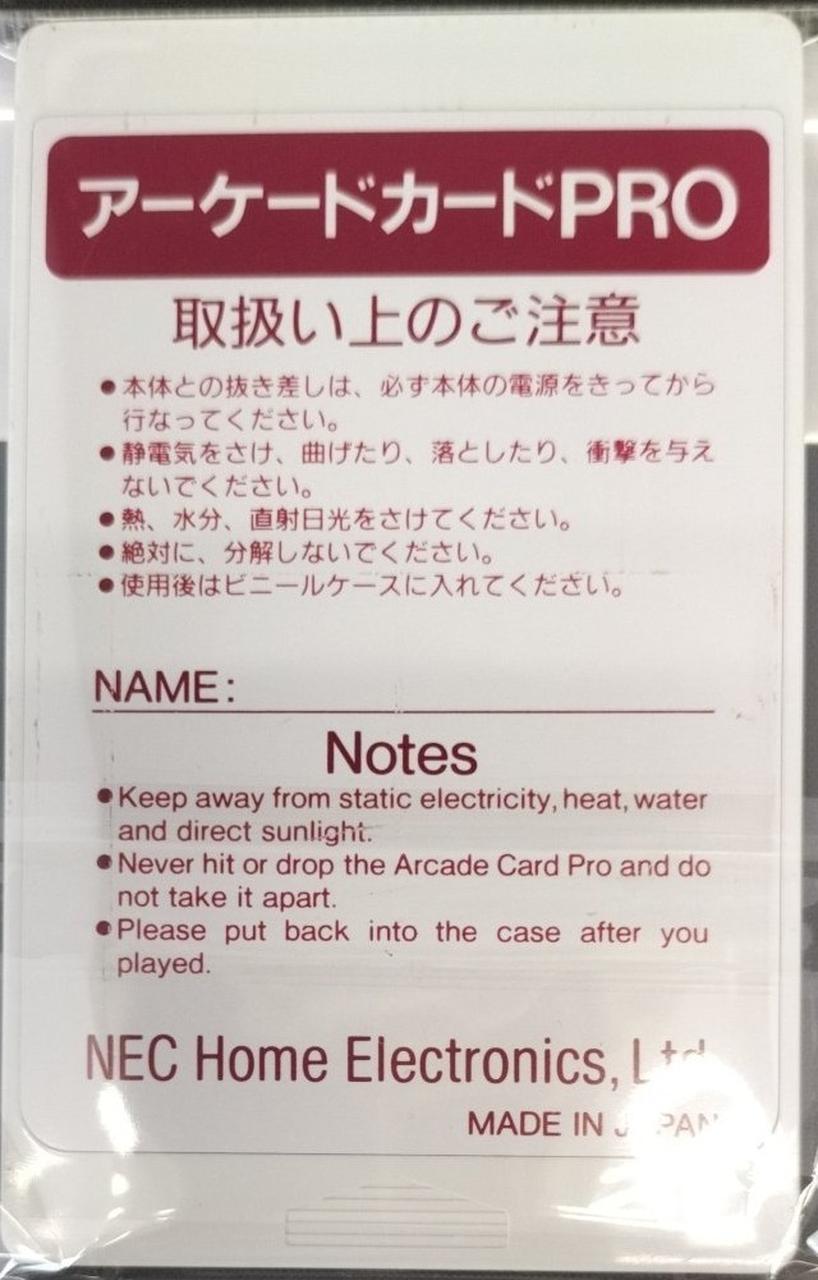 アーケードカードPRO
取扱い上のご注意
●本体との抜き差しは、必ず本体の電源をきってから
行なってください。
●静電気をさけ、曲げたり、落としたり、衝撃を与え
ないでください。
●熱、水分、直射日光をさけてください。
●絶対に、分解しないでください。
●使用後はビニールケースに入れてください。
NAME:
Notes
●Keep away from static electricity, heat, water
and direct sunlight.
●Never hit or drop the Arcade Card Pro and do
not take it apart.
●Please put back into the case after you
played.
NEC Home Electronics, Ltd.
MADE IN JAPAN